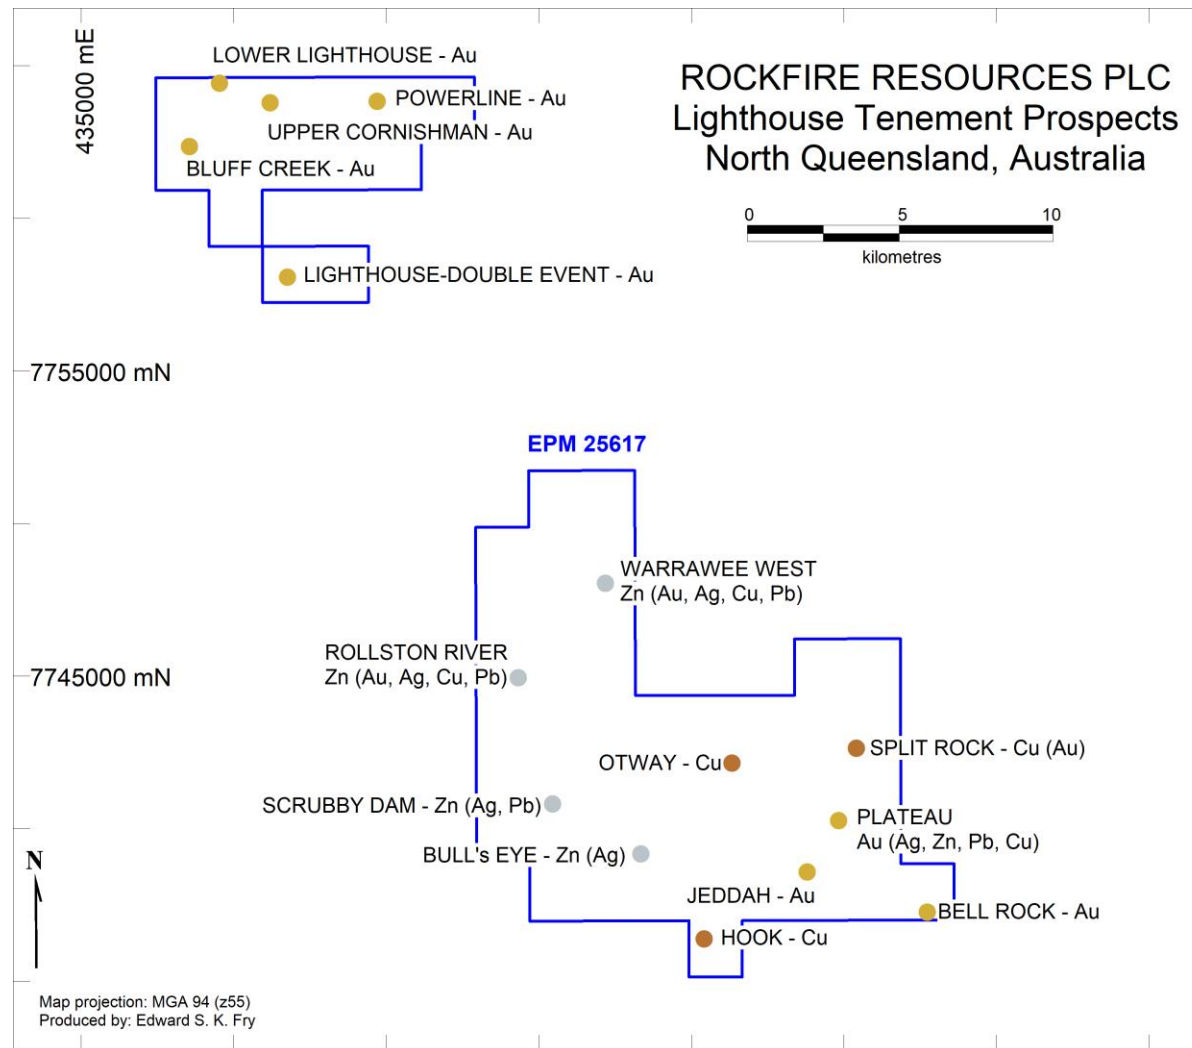 435000 mE
LOWER LIGHTHOUSE - Au
POWERLINE - Au
UPPER CORNISHMAN - Au
BLUFF CREEK - Au
LIGHTHOUSE-DOUBLE EVENT - Au
ROCKFIRE RESOURCES PLC
Lighthouse Tenement Prospects
North Queensland, Australia
0 5 10
kilometres
7755000 mN
EPM 25617
WARRAWEE WEST
Zn (Au, Ag, Cu, Pb)
ROLLSTON RIVER
Zn (Au, Ag, Cu, Pb)
7745000 mN
SPLIT ROCK - Cu (Au)
OTWAY - Cu
SCRUBBY DAM - Zn (Ag, Pb)
PLATEAU
Au (Ag, Zn, Pb, Cu)
BULL's EYE - Zn (Ag)
JEDDAH - Au
BELL ROCK - Au
HOOK - Cu
N
Map projection: MGA 94 (z55)
Produced by: Edward S. K. Fry